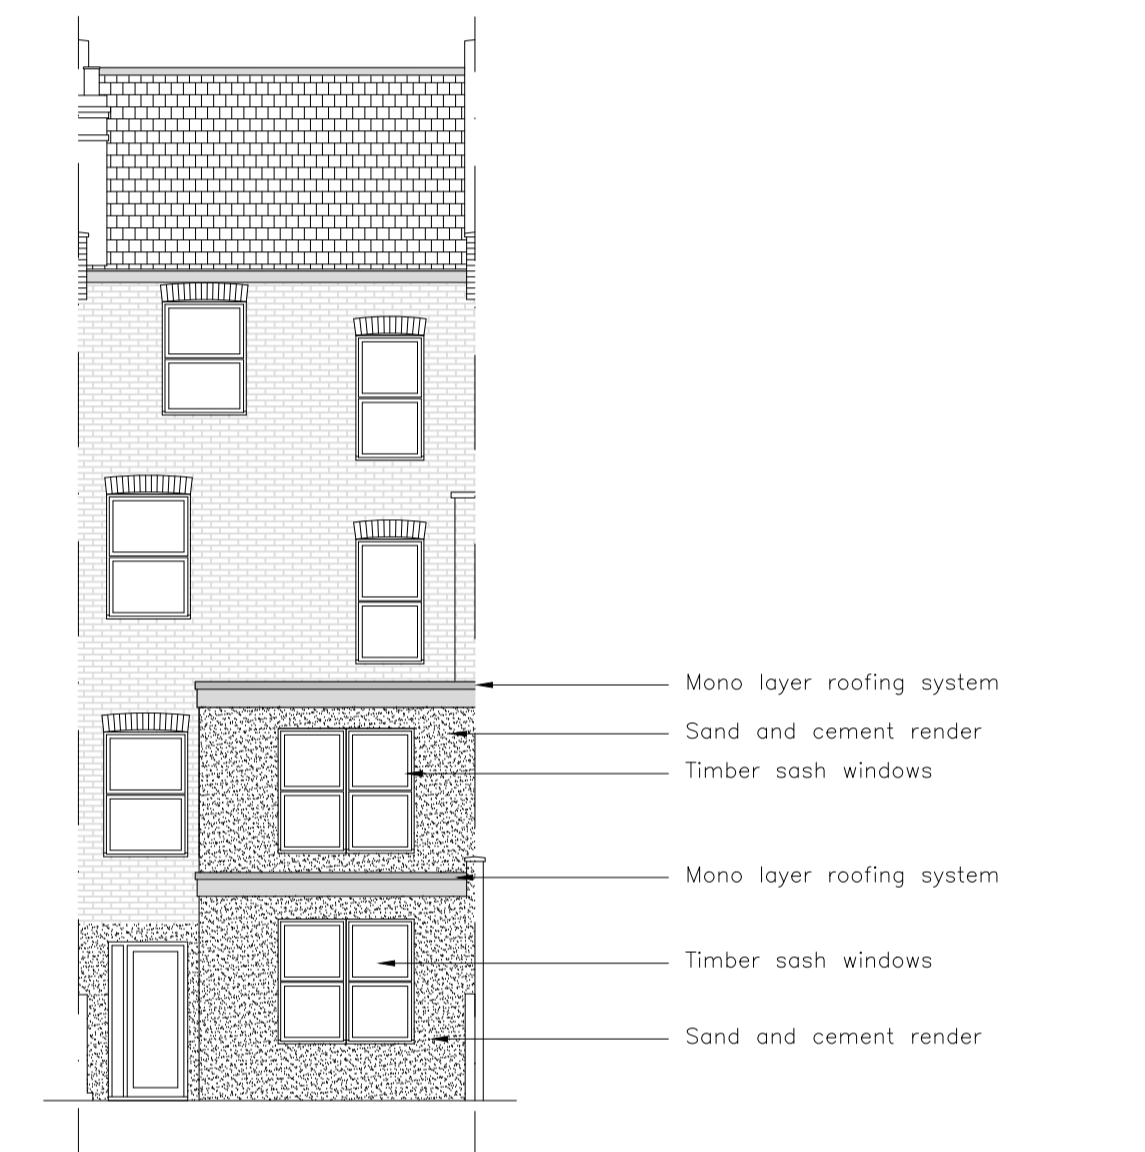 Mono layer roofing system
Sand and cement render
Timber sash windows
Mono layer roofing system
Timber sash windows
Sand and cement render